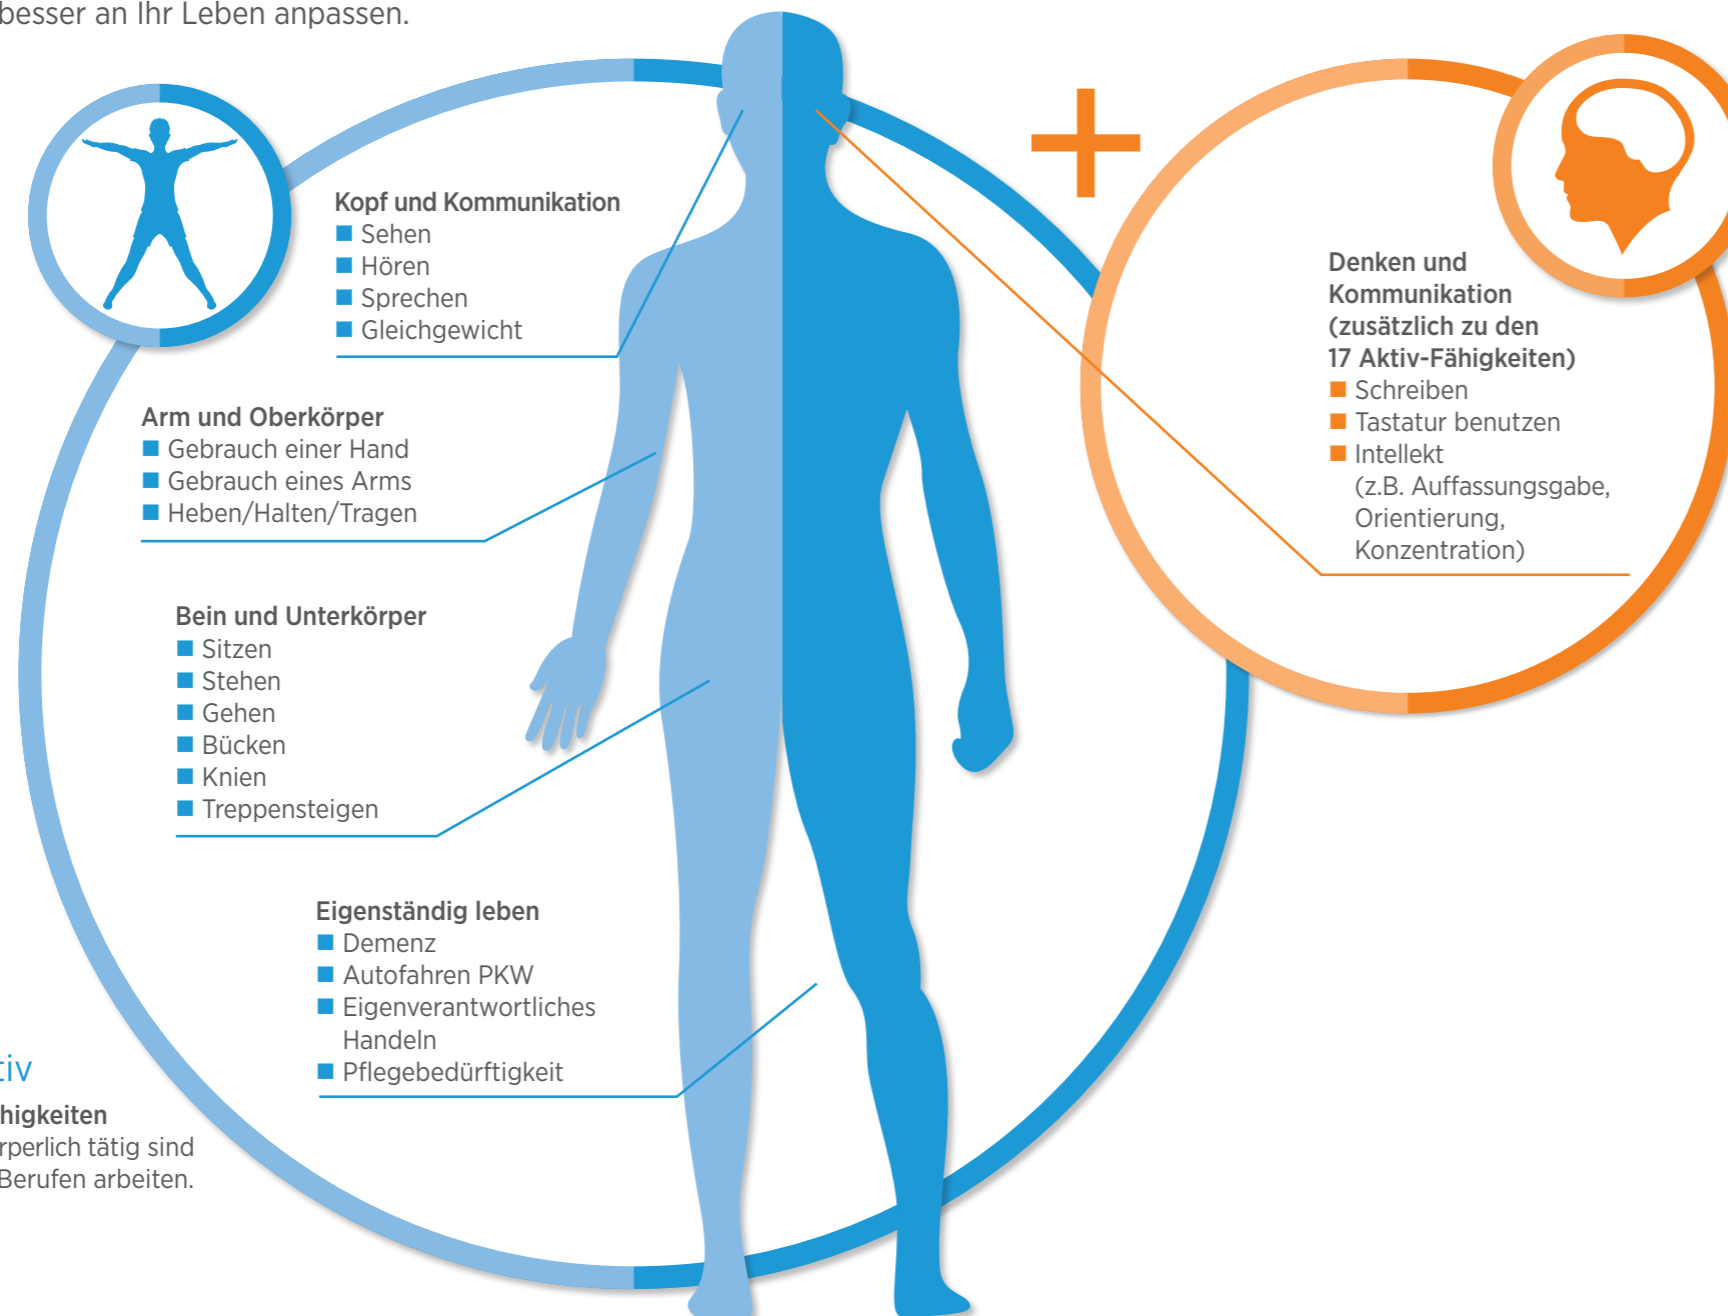 besser an Ihr Leben anpassen.
Kopf und Kommunikation
Sehen
Hören
Sprechen
Gleichgewicht
Arm und Oberkörper
Gebrauch einer Hand
Gebrauch eines Arms
Heben/Halten/Tragen
Bein und Unterkörper
Sitzen
Stehen
Gehen
Bücken
Knien
Treppensteigen
Eigenständig leben
Demenz
Autofahren PKW
Eigenverantwortliches
Handeln
Pflegebedürftigkeit
tiv
higkeiten
rperlich tätig sind
Berufen arbeiten.
Denken und
Kommunikation
(zusätzlich zu den
17 Aktiv-Fähigkeiten)
Schreiben
Tastatur benutzen
Intellekt
(z.B. Auffassungsgabe,
Orientierung,
Konzentration)